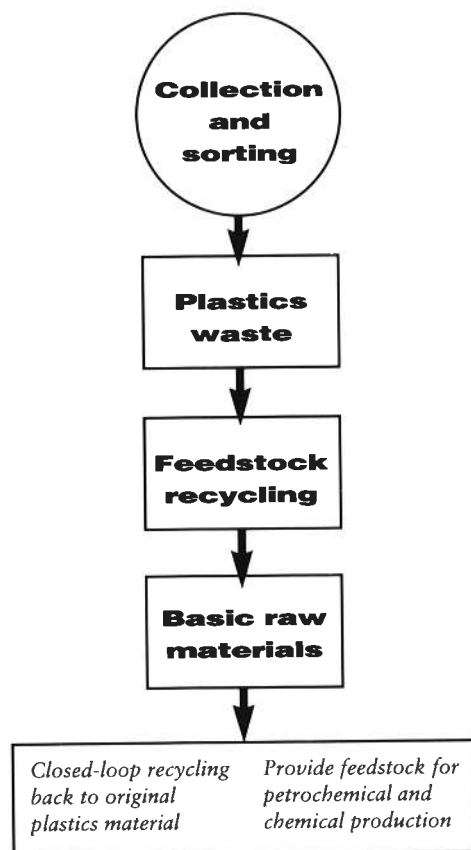 Collection
and
sorting
Plastics
waste
Feedstock
recycling
Basic raw
materials
Closed-loop recycling
back to original
plastics material
Provide feedstock for
petrochemical and
chemical production